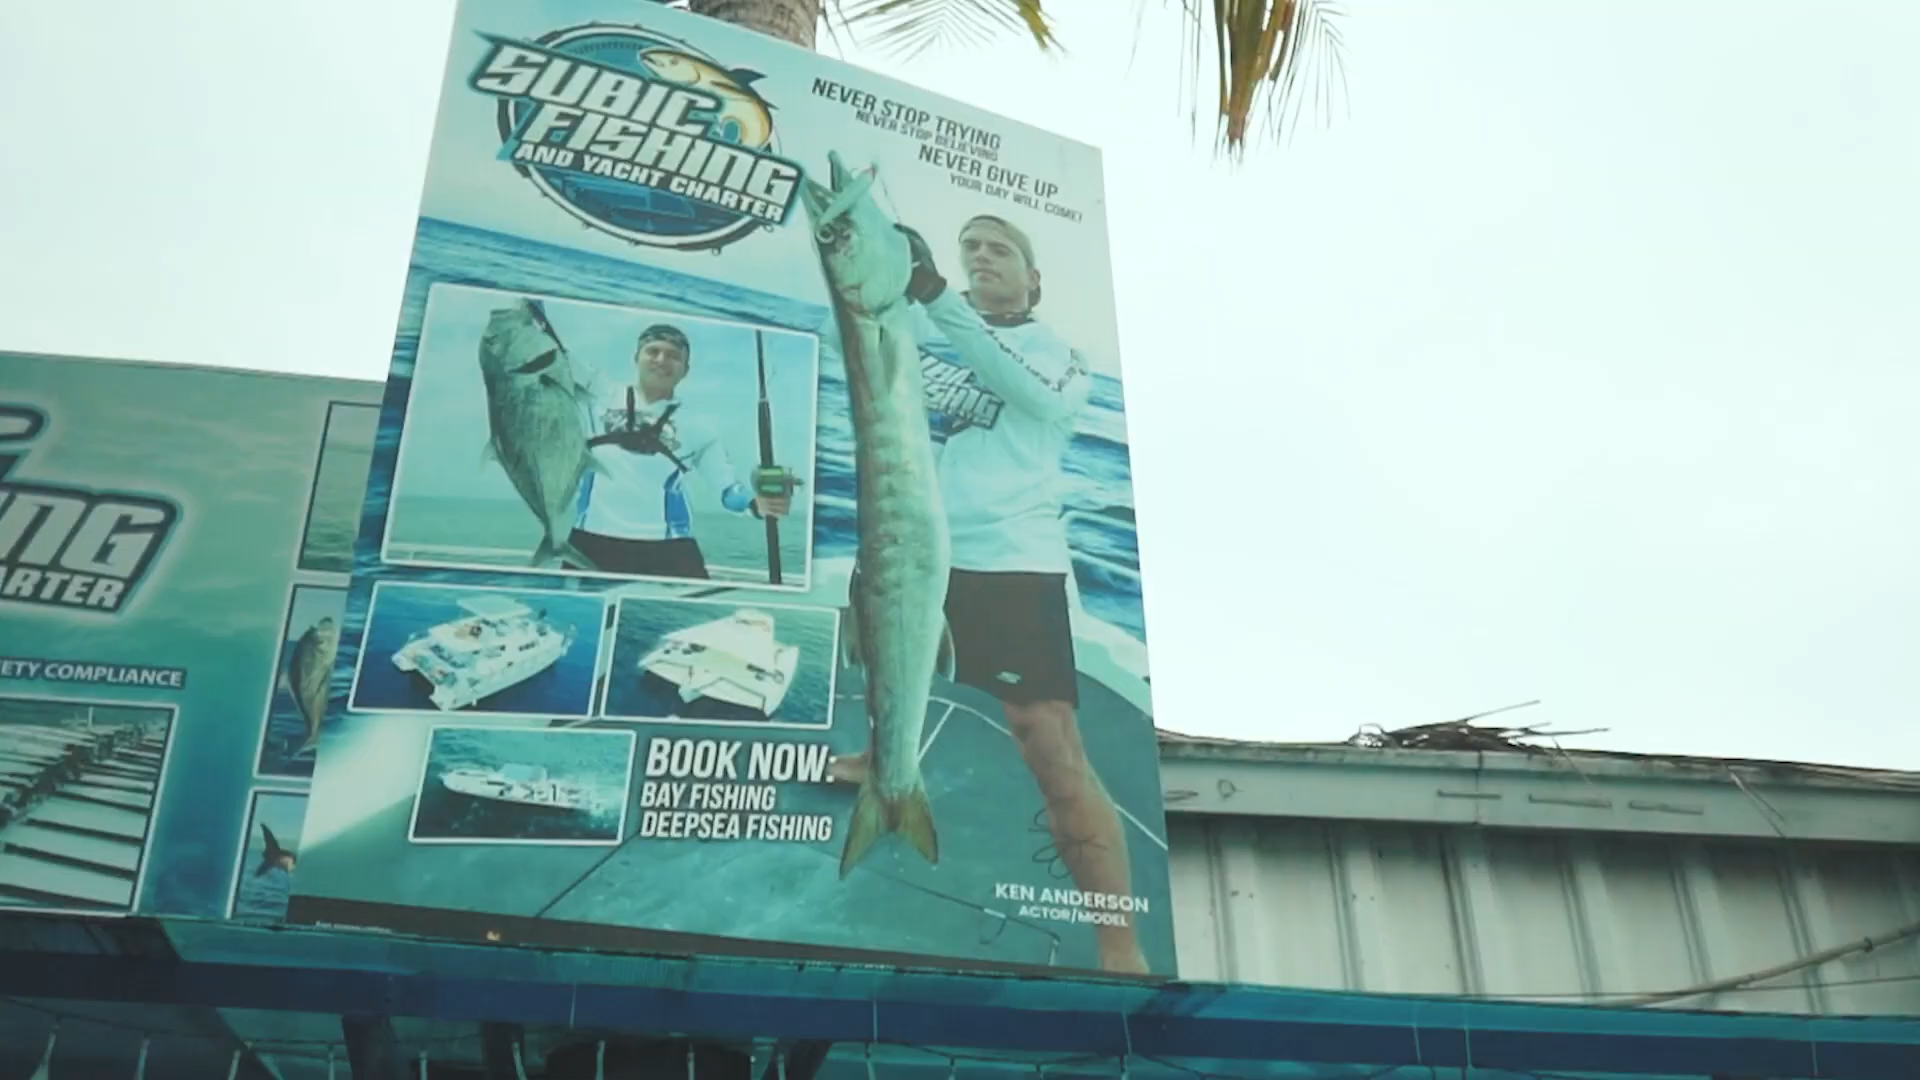 SUBIC
FISHING
AND YACHT CHARTER
NEVER STOP TRYING
NEVER STOP BELIEVING
NEVER GIVE UP
YOUR DAY WILL COME!
BOOK NOW:
BAY FISHING
DEEPSEA FISHING
KEN ANDERSON
ACTOR/MODEL
NG
ARTER
ETY COMPLIANCE